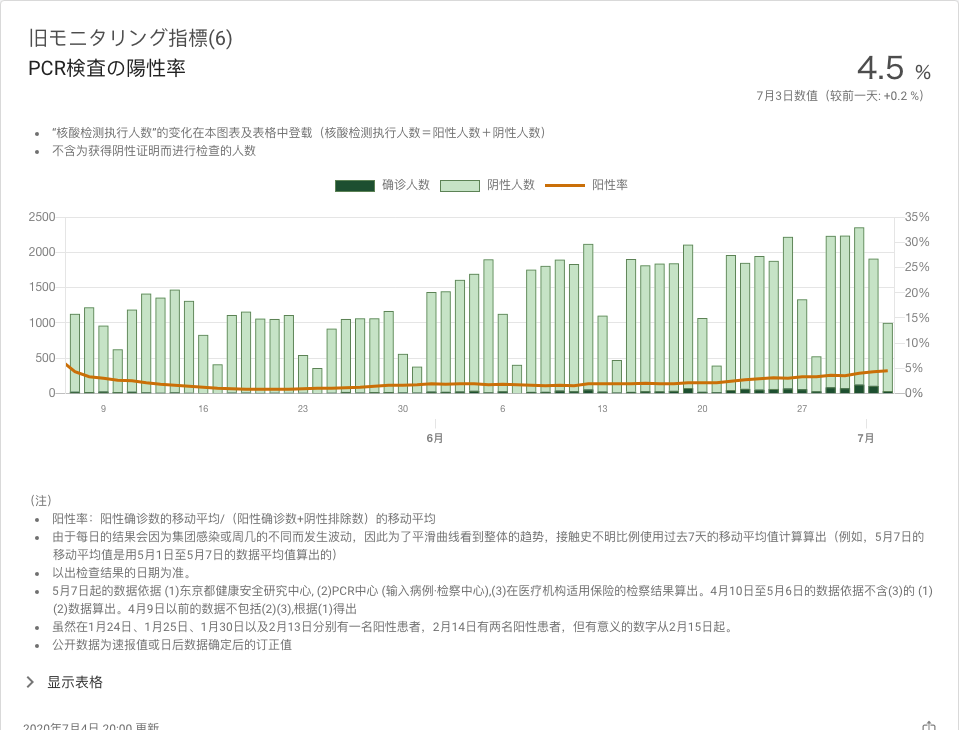 旧モニタリング指標(6)
PCR検査の陽性率
4.5 %
7月3日数值（较前一天: +0.2 %）
“核酸检测执行人数”的变化在本图表及表格中登载（核酸检测执行人数＝阳性人数＋阴性人数）
不含为获得阴性证明而进行检查的人数
确诊人数 阴性人数 阳性率
2500 35%
30%
2000
25%
1500 20%
1000 15%
10%
500
5%
0 0%
9 16 23 30 6 13 20 27
6月 7月
（注）
阳性率：阳性确诊数的移动平均/（阳性确诊数+阴性排除数）的移动平均
由于每日的结果会因为集团感染或周几的不同而发生波动，因此为了平滑曲线看到整体的趋势，接触史不明比例使用过去7天的移动平均值计算算出（例如，5月7日的
移动平均值是用5月1日至5月7日的数据平均值算出的）
以出检查结果的日期为准。
5月7日起的数据依据 (1)东京都健康安全研究中心, (2)PCR中心 (输入病例·检察中心),(3)在医疗机构适用保险的检察结果算出。4月10日至5月6日的数据依据不含(3)的 (1)
(2)数据算出。4月9日以前的数据不包括(2)(3),根据(1)得出
虽然在1月24日、1月25日、1月30日以及2月13日分别有一名阳性患者，2月14日有两名阳性患者，但有意义的数字从2月15日起。
公开数据为速报值或日后数据确定后的订正值
显示表格
2020年7月4日 20:00 更新